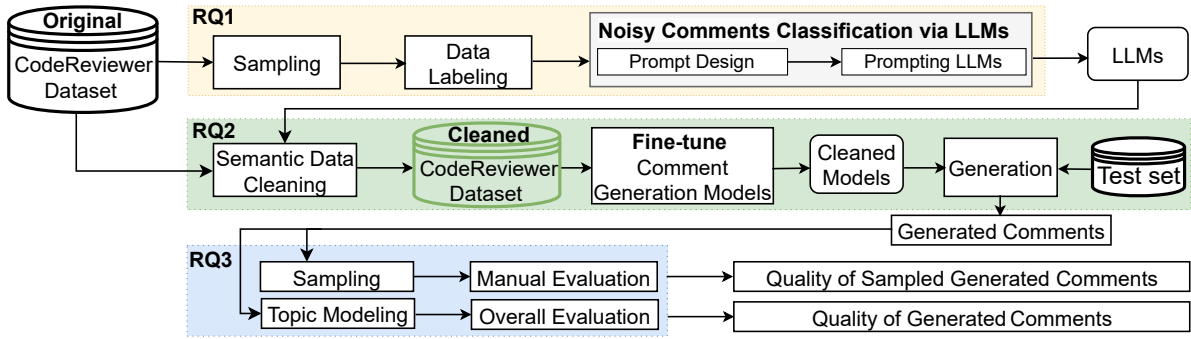 Original
CodeReviewer
Dataset
RQ1
Sampling
Data
Labeling
Noisy Comments Classification via LLMs
Prompt Design
Prompting LLMs
LLMs
RQ2
Semantic Data
Cleaning
Cleaned
CodeReviewer
Dataset
Fine-tune
Comment
Generation Models
Cleaned
Models
Generation
Test set
Generated Comments
RQ3
Sampling
Manual Evaluation
Quality of Sampled Generated Comments
Topic Modeling
Overall Evaluation
Quality of Generated Comments